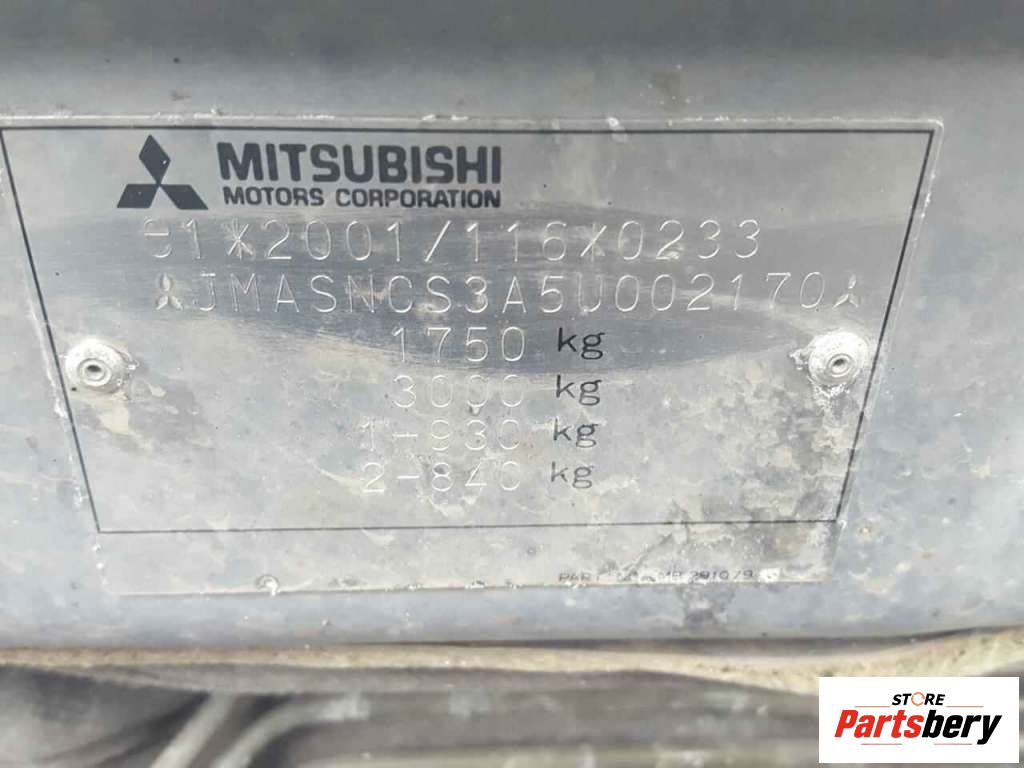 MITSUBISHI
MOTORS CORPORATION
e1*2001/116*0233
JMASNCS3A5U002170
1750 kg
3000 kg
1-930 kg
2-840 kg
PART
STORE
Partsbery